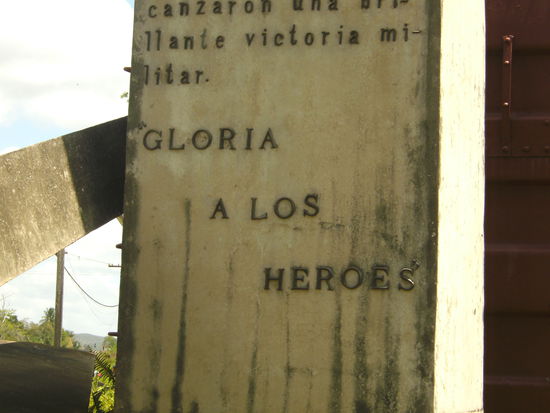 canzaron una bri-
llante victoria mi-
litar.
GLORIA
A LOS
HEROES